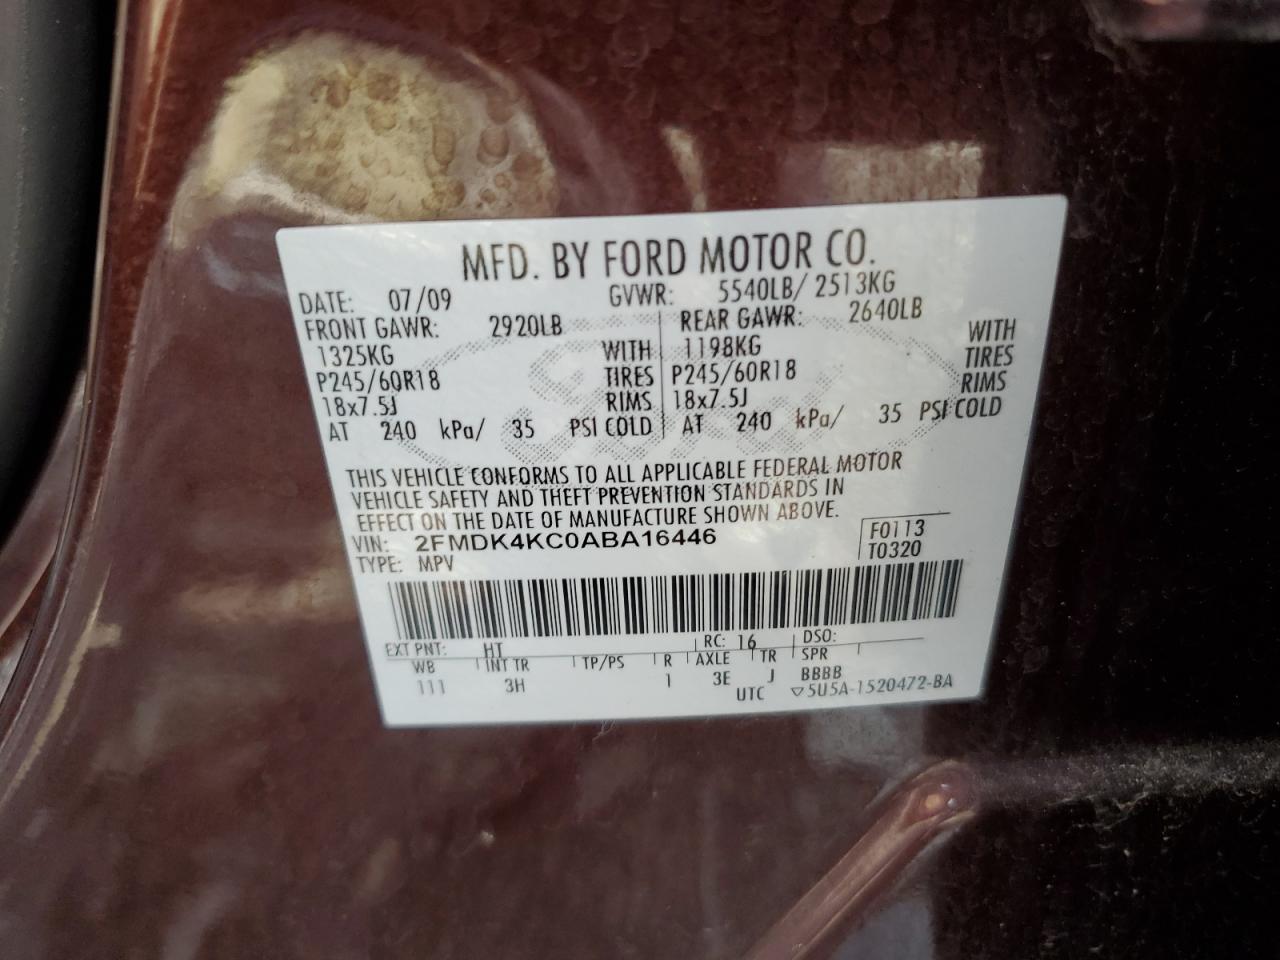 MFD. BY FORD MOTOR CO.
DATE: 07/09 GVWR: 5540LB/ 2513KG
FRONT GAWR: 2920LB REAR GAWR: 2640LB
1325KG WITH 1198KG WITH
P245/60R18 TIRES P245/60R18 TIRES
18x7.5J RIMS 18x7.5J RIMS
AT 240 kPa/ 35 PSI COLD AT 240 kPa/ 35 PSI COLD
THIS VEHICLE CONFORMS TO ALL APPLICABLE FEDERAL MOTOR
VEHICLE SAFETY AND THEFT PREVENTION STANDARDS IN
EFFECT ON THE DATE OF MANUFACTURE SHOWN ABOVE.
VIN: 2FMDK4KC0ABA16446 F0113
TYPE: MPV T0320
EXT PNT: HT RC: 16 DSO:
WB INT TR TP/PS R AXLE TR SPR
111 3H 1 3E J BBBB
UTC ▽5U5A-1520472-BA